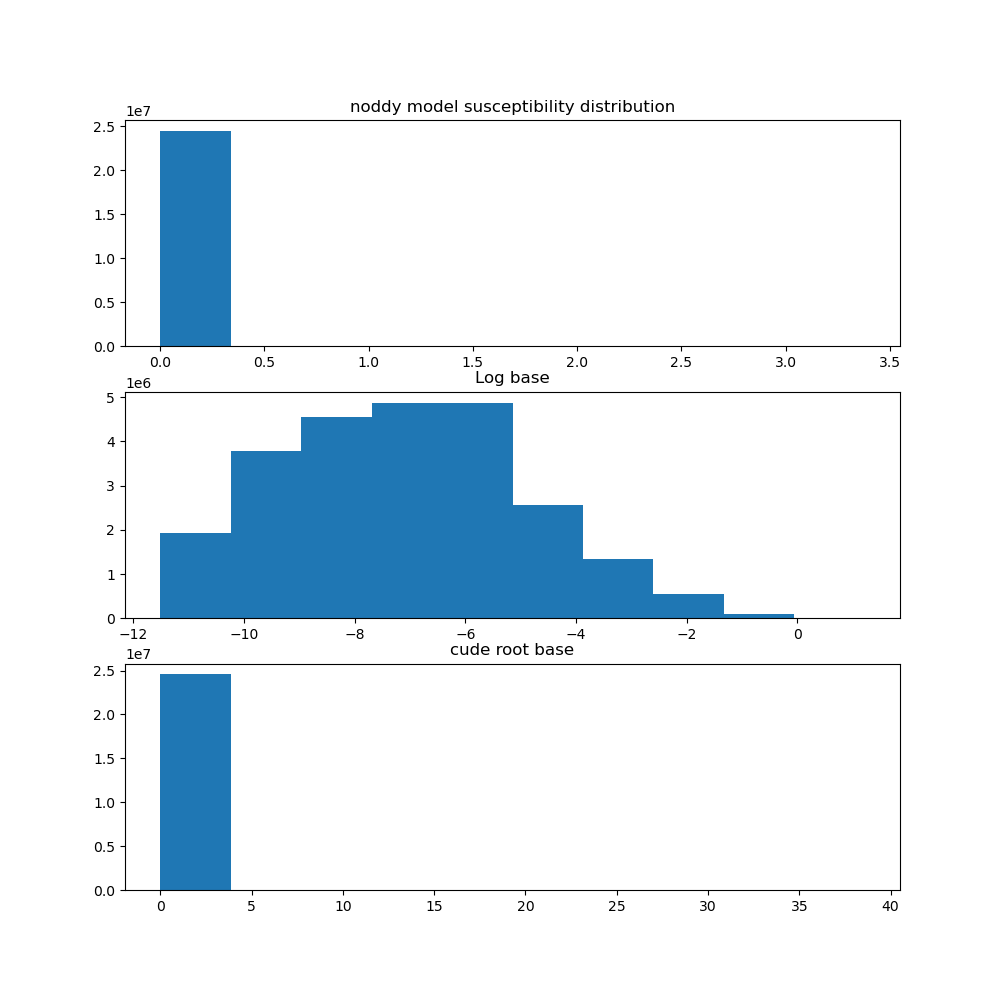 noddy model susceptibility distribution
1e7
2.5
2.0
1.5
1.0
0.5
0.0
0.0 0.5 1.0 1.5 2.0 2.5 3.0 3.5
Log base
1e6
5
4
3
2
1
0
−12 −10 −8 −6 −4 −2 0
cude root base
1e7
2.5
2.0
1.5
1.0
0.5
0.0
0 5 10 15 20 25 30 35 40